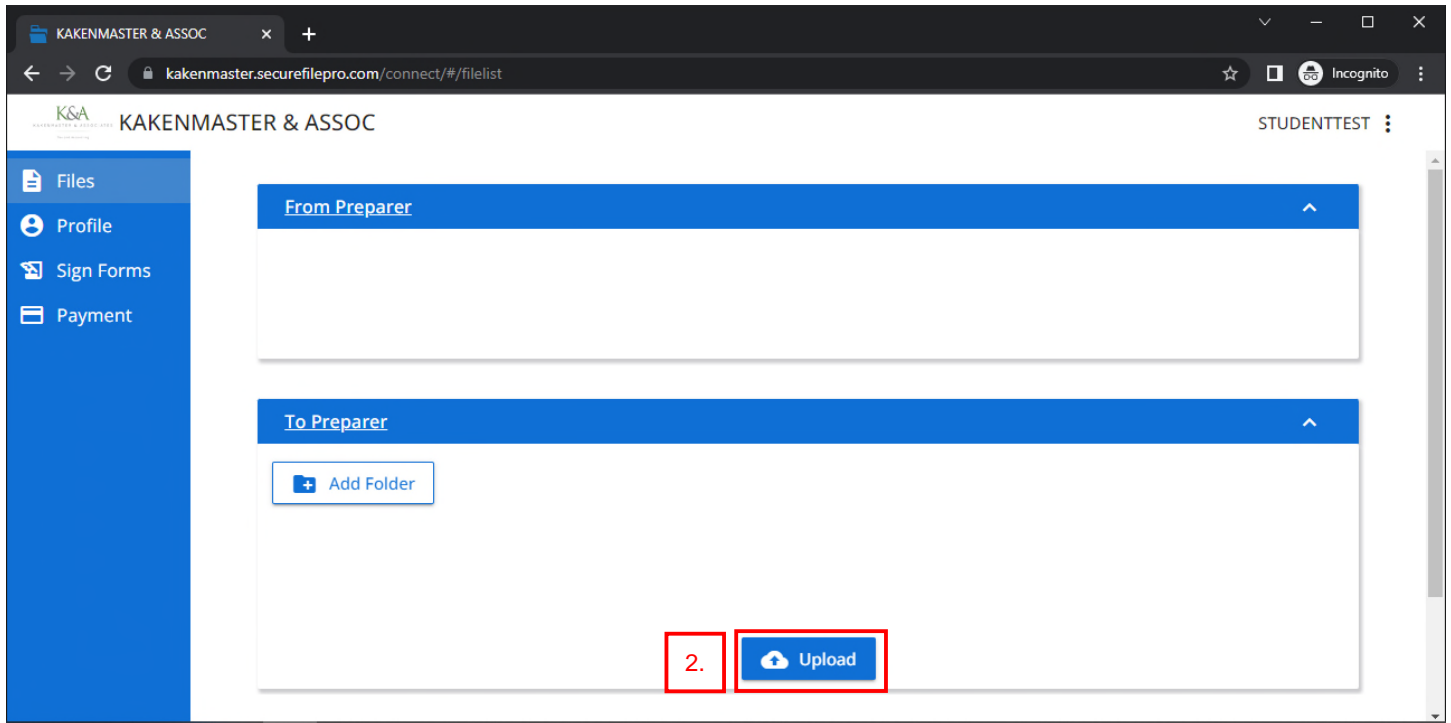 KAKENMASTER & ASSOC
kakenmaster.securefilepro.com/connect/#/filelist
Incognito
K&A
KAKENMASTER & ASSOC
STUDENTTEST
Files
Profile
Sign Forms
Payment
From Preparer
To Preparer
Add Folder
2.
Upload